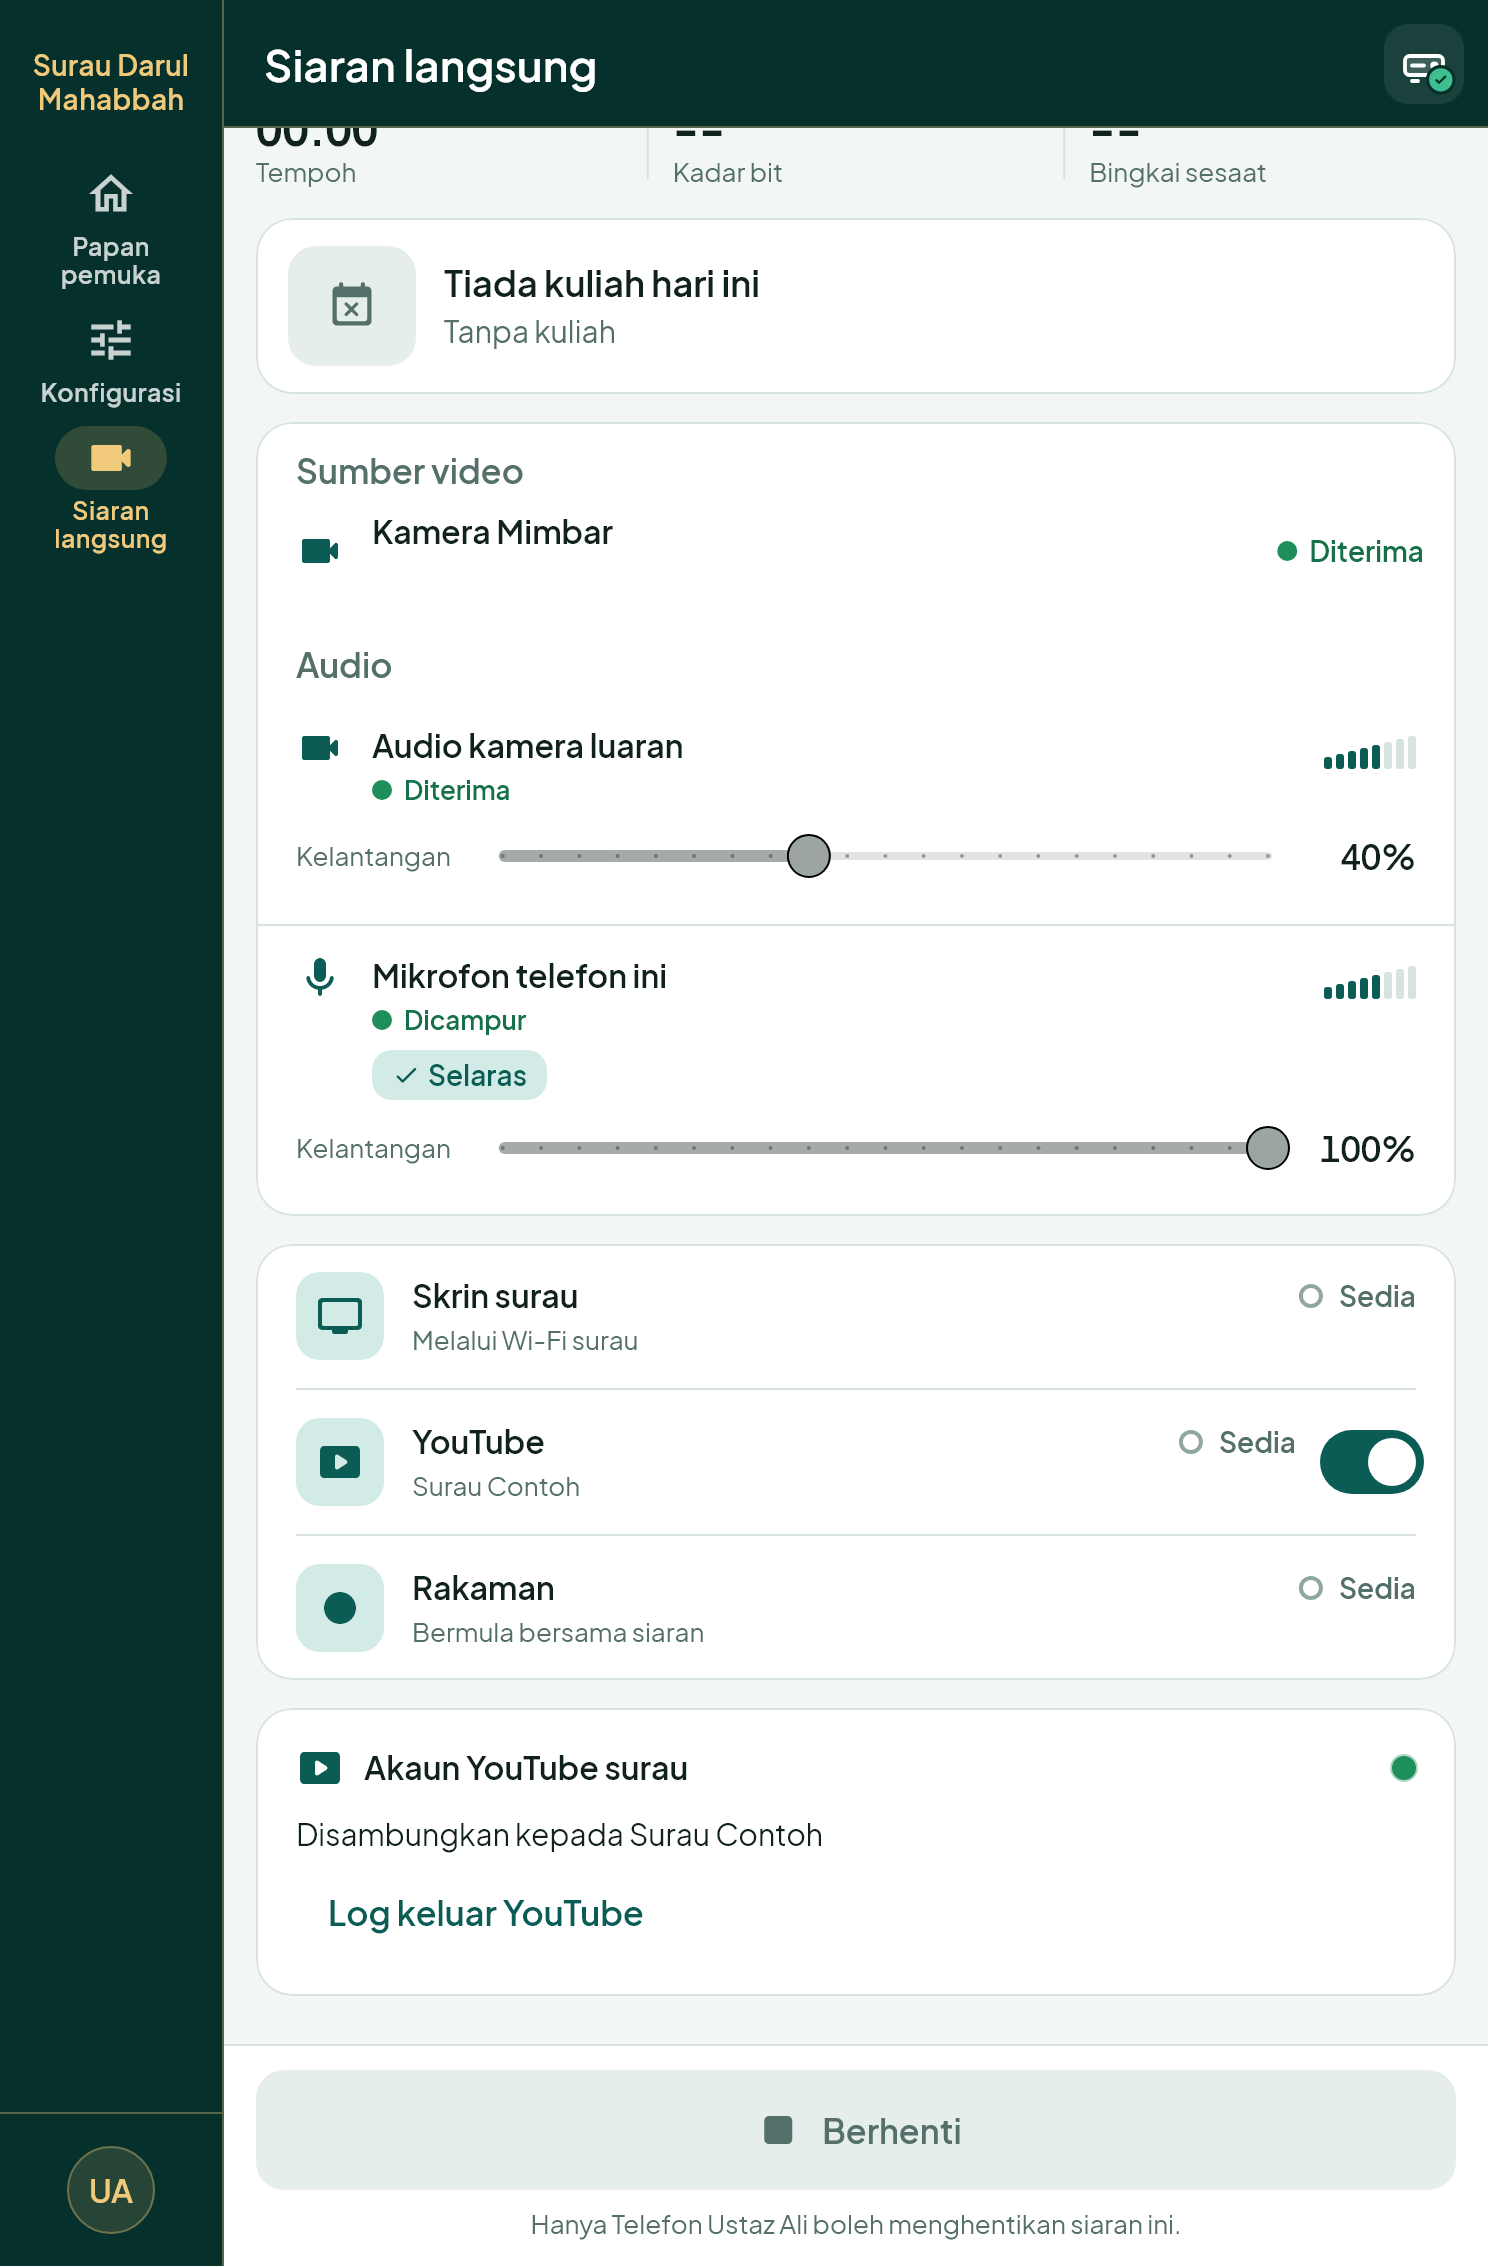 Surau Darul
Mahabbah
Papan
pemuka
Konfigurasi
Siaran
langsung
UA
Siaran langsung
00:00
Tempoh
--
Kadar bit
--
Bingkai sesaat
Tiada kuliah hari ini
Tanpa kuliah
Sumber video
Kamera Mimbar
Diterima
Audio
Audio kamera luaran
Diterima
Kelantangan
40%
Mikrofon telefon ini
Dicampur
Selaras
Kelantangan
100%
Skrin surau
Melalui Wi-Fi surau
Sedia
YouTube
Surau Contoh
Sedia
Rakaman
Bermula bersama siaran
Sedia
Akaun YouTube surau
Disambungkan kepada Surau Contoh
Log keluar YouTube
Berhenti
Hanya Telefon Ustaz Ali boleh menghentikan siaran ini.